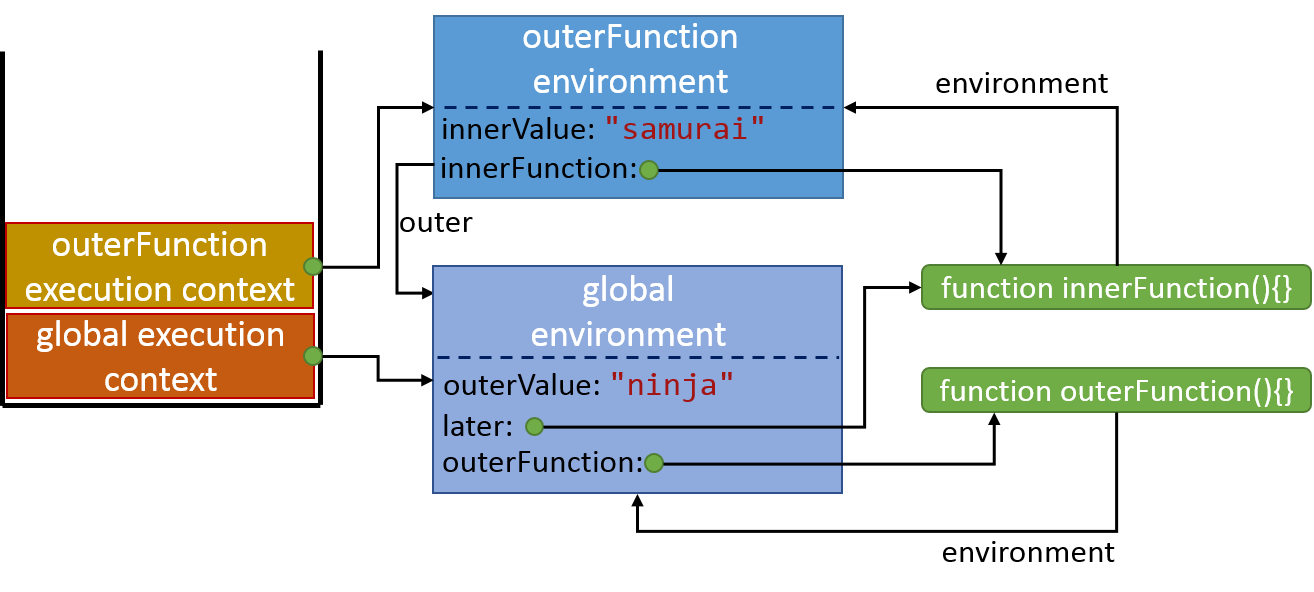 outerFunction
environment
innerValue: "samurai"
innerFunction:
environment
outer
outerFunction
execution context
global execution
context
global
environment
outerValue: "ninja"
later:
outerFunction:
function innerFunction(){}
function outerFunction(){}
environment